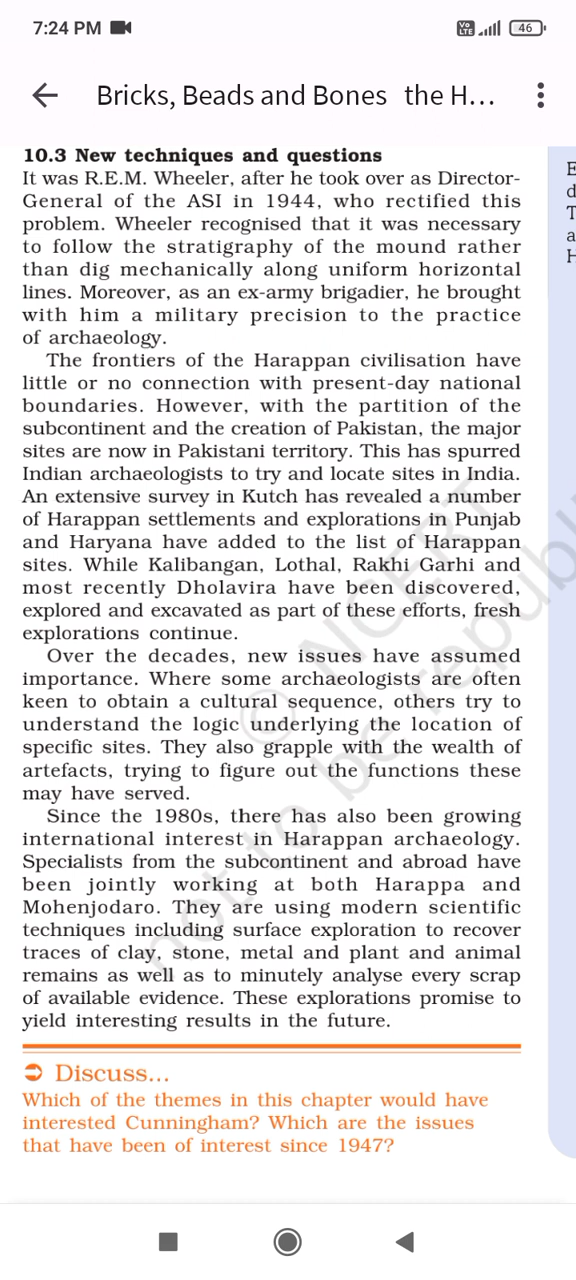 7:24 PM
Vo
LTE
46
Bricks, Beads and Bones the H...
10.3 New techniques and questions
It was R.E.M. Wheeler, after he took over as Director-
General of the ASI in 1944, who rectified this
problem. Wheeler recognised that it was necessary
to follow the stratigraphy of the mound rather
than dig mechanically along uniform horizontal
lines. Moreover, as an ex-army brigadier, he brought
with him a military precision to the practice
of archaeology.
The frontiers of the Harappan civilisation have
little or no connection with present-day national
boundaries. However, with the partition of the
subcontinent and the creation of Pakistan, the major
sites are now in Pakistani territory. This has spurred
Indian archaeologists to try and locate sites in India.
An extensive survey in Kutch has revealed a number
of Harappan settlements and explorations in Punjab
and Haryana have added to the list of Harappan
sites. While Kalibangan, Lothal, Rakhi Garhi and
most recently Dholavira have been discovered,
explored and excavated as part of these efforts, fresh
explorations continue.
Over the decades, new issues have assumed
importance. Where some archaeologists are often
keen to obtain a cultural sequence, others try to
understand the logic underlying the location of
specific sites. They also grapple with the wealth of
artefacts, trying to figure out the functions these
may have served.
Since the 1980s, there has also been growing
international interest in Harappan archaeology.
Specialists from the subcontinent and abroad have
been jointly working at both Harappa and
Mohenjodaro. They are using modern scientific
techniques including surface exploration to recover
traces of clay, stone, metal and plant and animal
remains as well as to minutely analyse every scrap
of available evidence. These explorations promise to
yield interesting results in the future.
Discuss...
Which of the themes in this chapter would have
interested Cunningham? Which are the issues
that have been of interest since 1947?
© NCERT
not to be republi